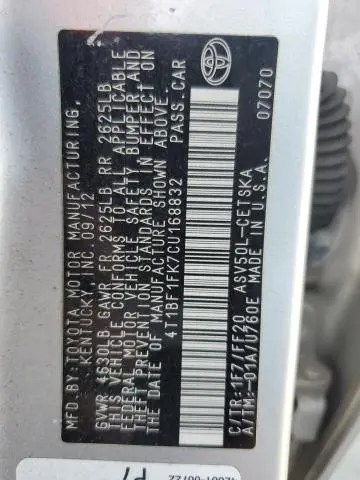 MFD. BY:TOYOTA MOTOR MANUFACTURING,
KENTUCKY, INC. 09/12
GVWR 4630LB GAWR FR 2625LB RR 2625LB
THIS VEHICLE CONFORMS TO ALL APPLICABLE
FEDERAL MOTOR VEHICLE SAFETY, BUMPER AND
THEFT PREVENTION STANDARDS IN EFFECT ON
THE DATE OF MANUFACTURE SHOWN ABOVE.
4T1BF1FK7CU168832 PASS. CAR
C/TR:1F7/FF20 ASV50L-CETSKA
A/TM:-01A/U760E MADE IN U.S.A.
07070